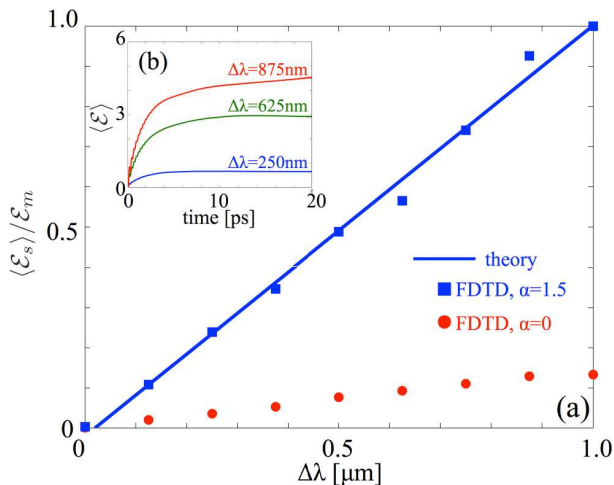 1.0
0.5
0
⟨ℰs⟩/ℰm
6
3
0
⟨ℰ⟩
(b)
Δλ=875nm
Δλ=625nm
Δλ=250nm
0
10
20
time [ps]
theory
FDTD, α=1.5
FDTD, α=0
(a)
0
0.5
1.0
Δλ [μm]